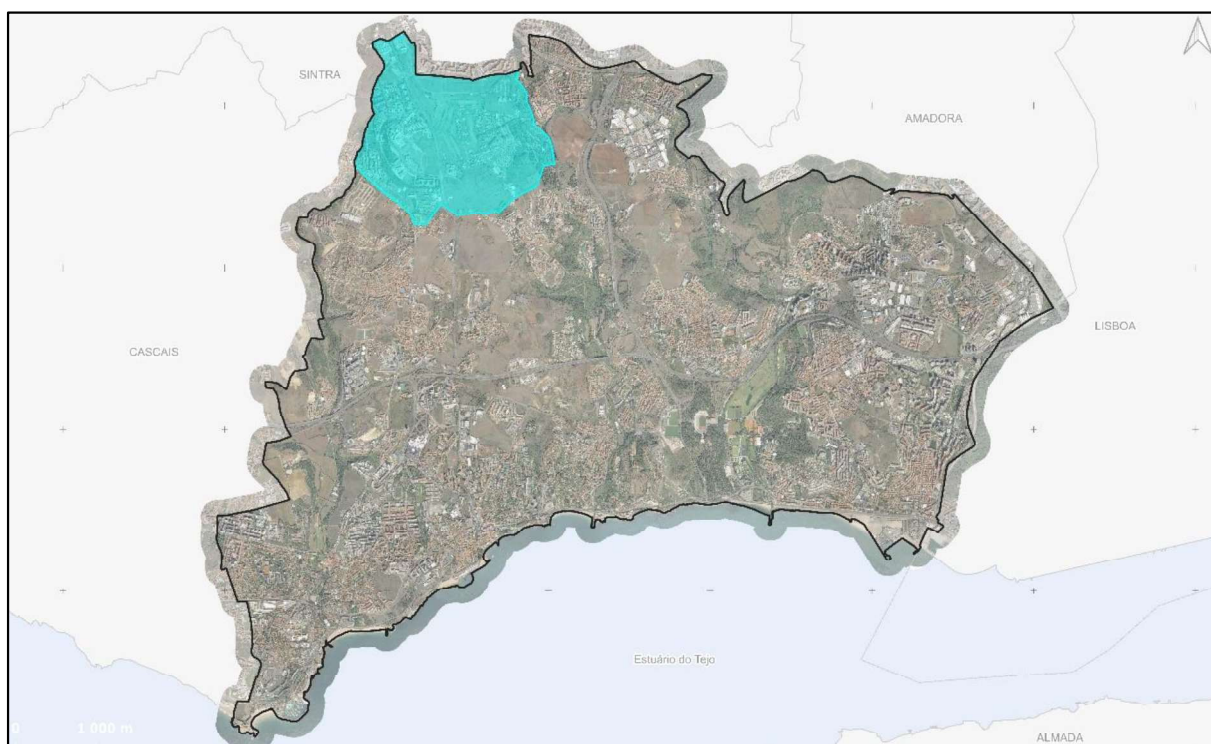 SINTRA
AMADORA
LISBOA
CASCAIS
Estuário do Tejo
0 1 000 m
ALMADA